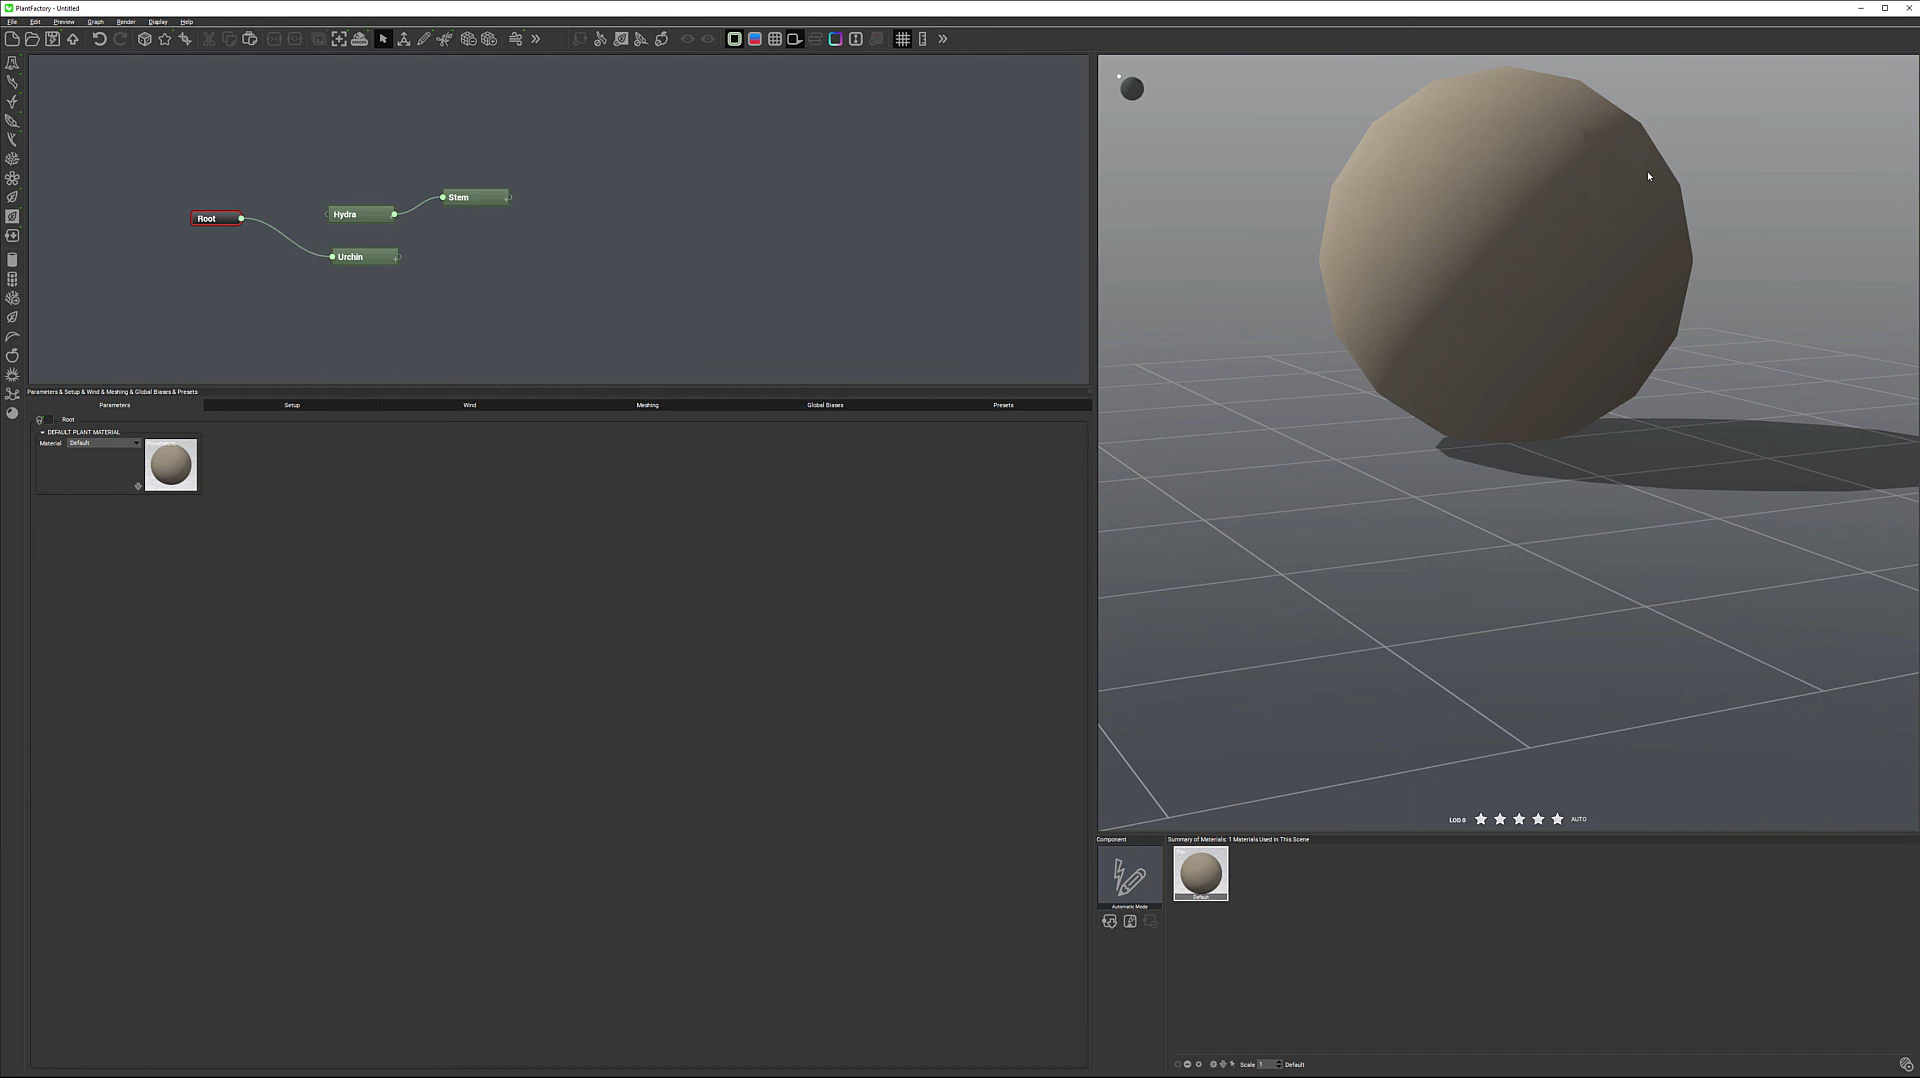 PlantFactory - Untitled
File Edit Preview Graph Render Display Help
Stem
Hydra
Root
Urchin
Parameters & Setup & Wind & Meshing & Global Biases & Presets
Parameters Setup Wind Meshing Global Biases Presets
Root
DEFAULT PLANT MATERIAL
Material Default
LOD 0 AUTO
Component Summary of Materials: 1 Materials Used in This Scene
Default
Automatic Mode
Scale 1 Default